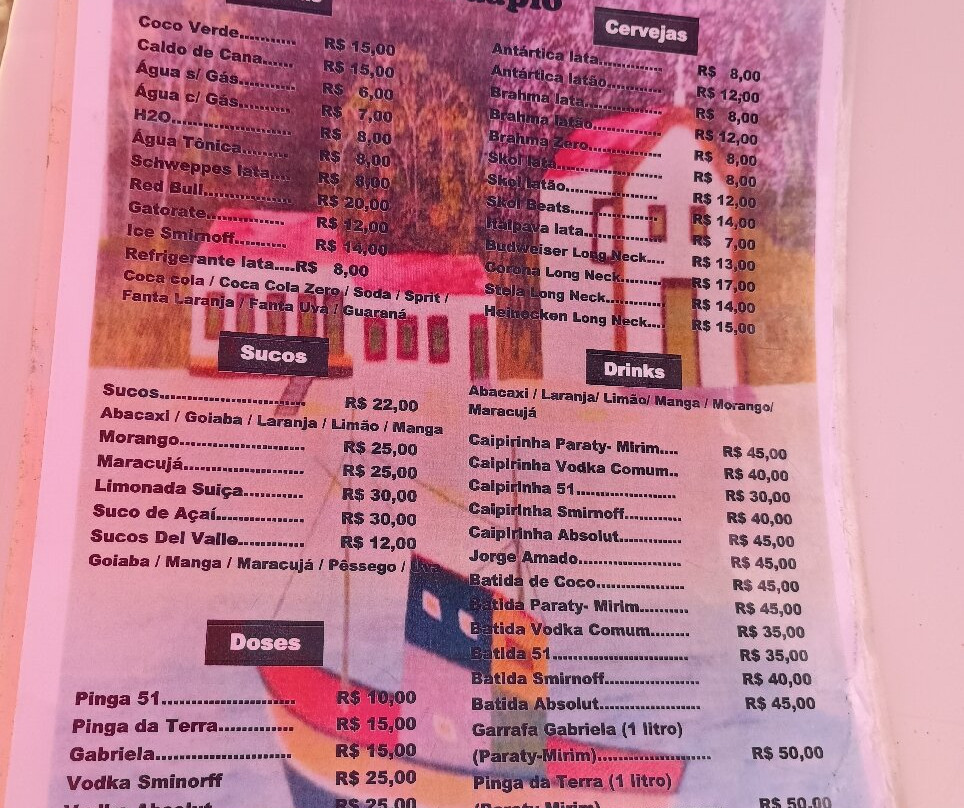 Coco Verde........... R$ 15,00
Caldo de Cana...... R$ 15,00
Água s/ Gás........ R$ 6,00
Água c/ Gás........ R$ 7,00
H2O...................... R$ 8,00
Água Tônica......... R$ 8,00
Schweppes lata.... R$ 8,00
Red Bull................ R$ 20,00
Gatorate............... R$ 12,00
Ice Smirnoff.......... R$ 14,00
Refrigerante lata....R$ 8,00
Coca cola / Coca Cola Zero / Soda / Sprit /
Fanta Laranja / Fanta Uva / Guaraná
Sucos
Sucos............................. R$ 22,00
Abacaxi / Goiaba / Laranja / Limão / Manga
Morango......................... R$ 25,00
Maracujá........................ R$ 25,00
Limonada Suíça............ R$ 30,00
Suco de Açaí.................. R$ 30,00
Sucos Del Valle............. R$ 12,00
Goiaba / Manga / Maracujá / Pêssego / Uva
Doses
Pinga 51.......................... R$ 10,00
Pinga da Terra................ R$ 15,00
Gabriela........................... R$ 15,00
Vodka Sminorff R$ 25,00
Vodka Absolut R$ 25,00
Cervejas
Antártica lata.............. R$ 8,00
Antártica latão............ R$ 12,00
Brahma lata................ R$ 8,00
Brahma latão.............. R$ 12,00
Brahma Zero............... R$ 8,00
Skol lata..................... R$ 8,00
Skol latão................... R$ 12,00
Skol Beats.................. R$ 14,00
Itaipava lata................ R$ 7,00
Budweiser Long Neck.... R$ 13,00
Corona Long Neck......... R$ 17,00
Stela Long Neck............ R$ 14,00
Heinecken Long Neck.... R$ 15,00
Drinks
Abacaxi / Laranja/ Limão/ Manga / Morango/
Maracujá
Caipirinha Paraty- Mirim.... R$ 45,00
Caipirinha Vodka Comum.. R$ 40,00
Caipirinha 51..................... R$ 30,00
Caipirinha Smirnoff............ R$ 40,00
Caipirinha Absolut............. R$ 45,00
Jorge Amado..................... R$ 45,00
Batida de Coco.................. R$ 45,00
Batida Paraty- Mirim.......... R$ 45,00
Batida Vodka Comum........ R$ 35,00
Batida 51............................ R$ 35,00
Batida Smirnoff.................. R$ 40,00
Batida Absolut................... R$ 45,00
Garrafa Gabriela (1 litro)
(Paraty-Mirim)..................... R$ 50,00
Pinga da Terra (1 litro)
(Paraty Mirim) R$ 50,00